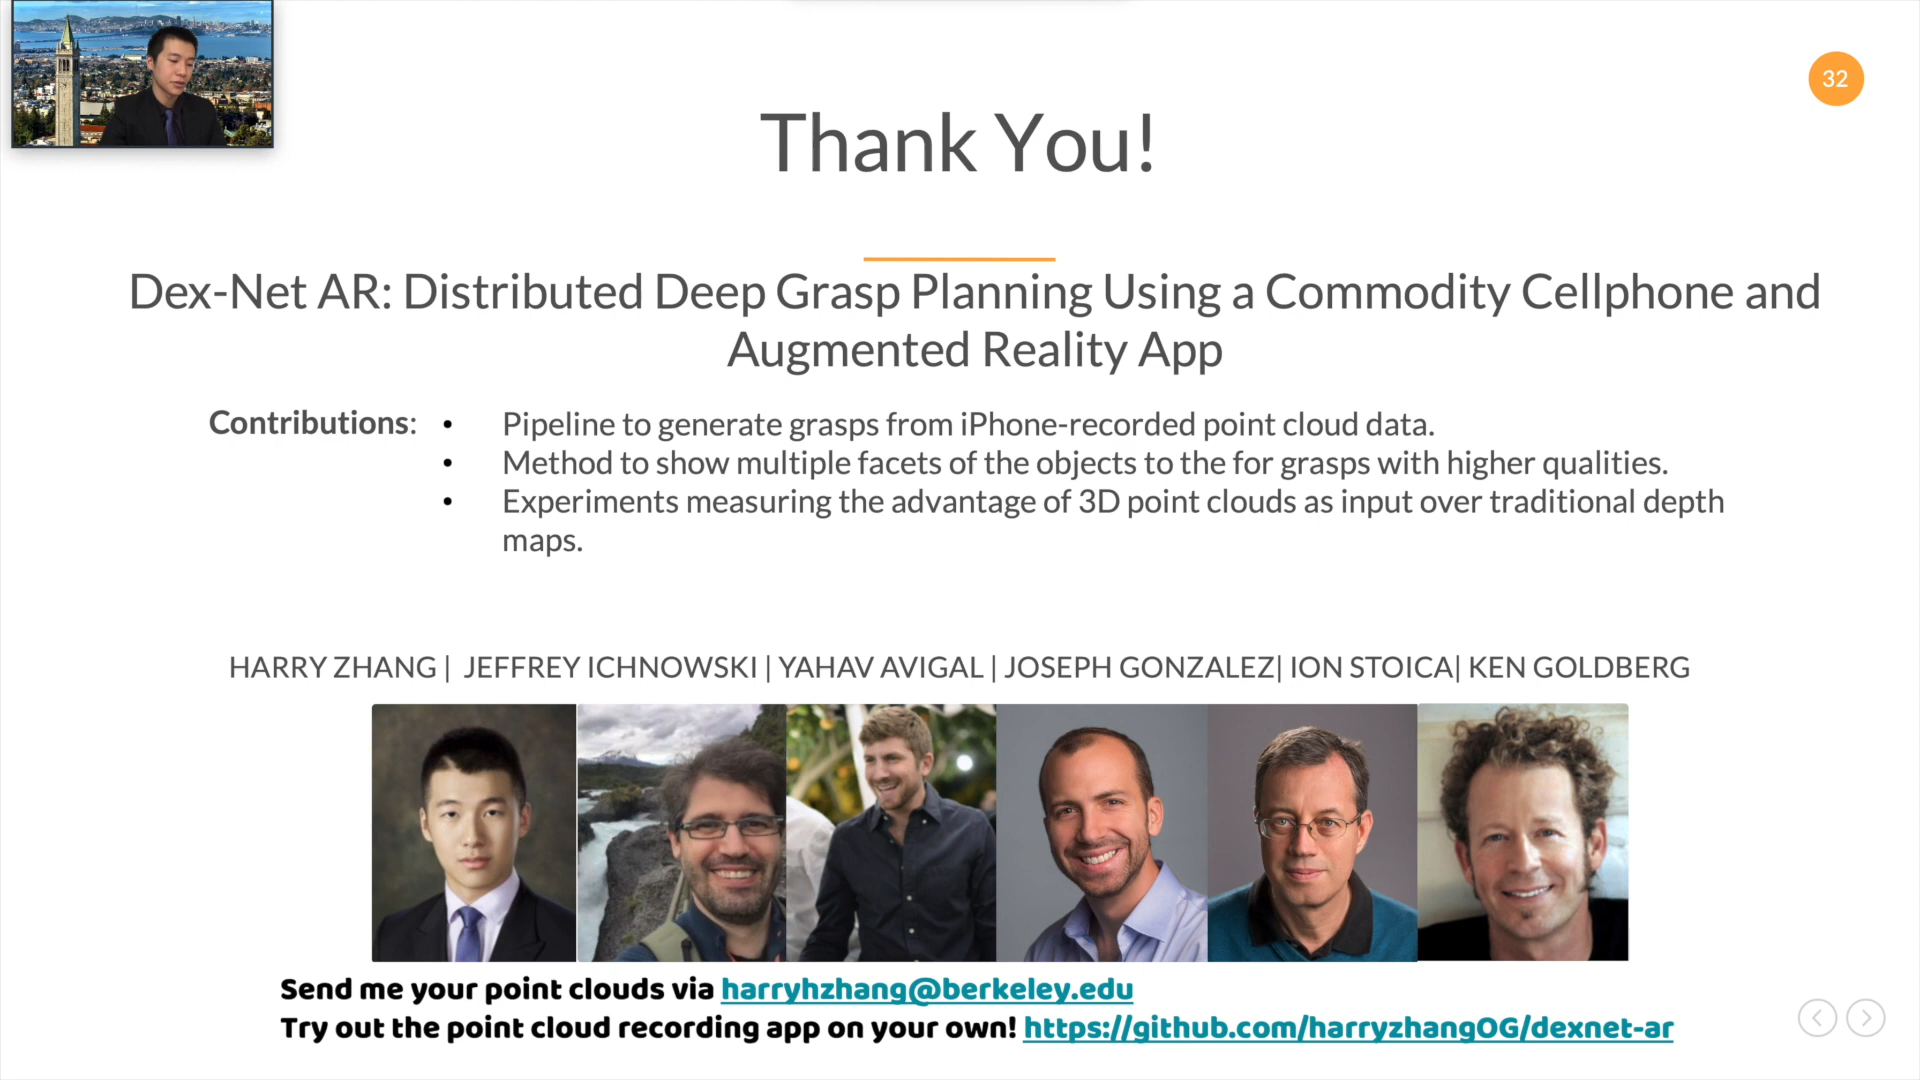 32
Thank You!
Dex-Net AR: Distributed Deep Grasp Planning Using a Commodity Cellphone and
Augmented Reality App
Contributions: • Pipeline to generate grasps from iPhone-recorded point cloud data.
• Method to show multiple facets of the objects to the for grasps with higher qualities.
• Experiments measuring the advantage of 3D point clouds as input over traditional depth
maps.
HARRY ZHANG | JEFFREY ICHNOWSKI | YAHAV AVIGAL | JOSEPH GONZALEZ| ION STOICA| KEN GOLDBERG
Send me your point clouds via harryhzhang@berkeley.edu
Try out the point cloud recording app on your own! https://github.com/harryzhangOG/dexnet-ar